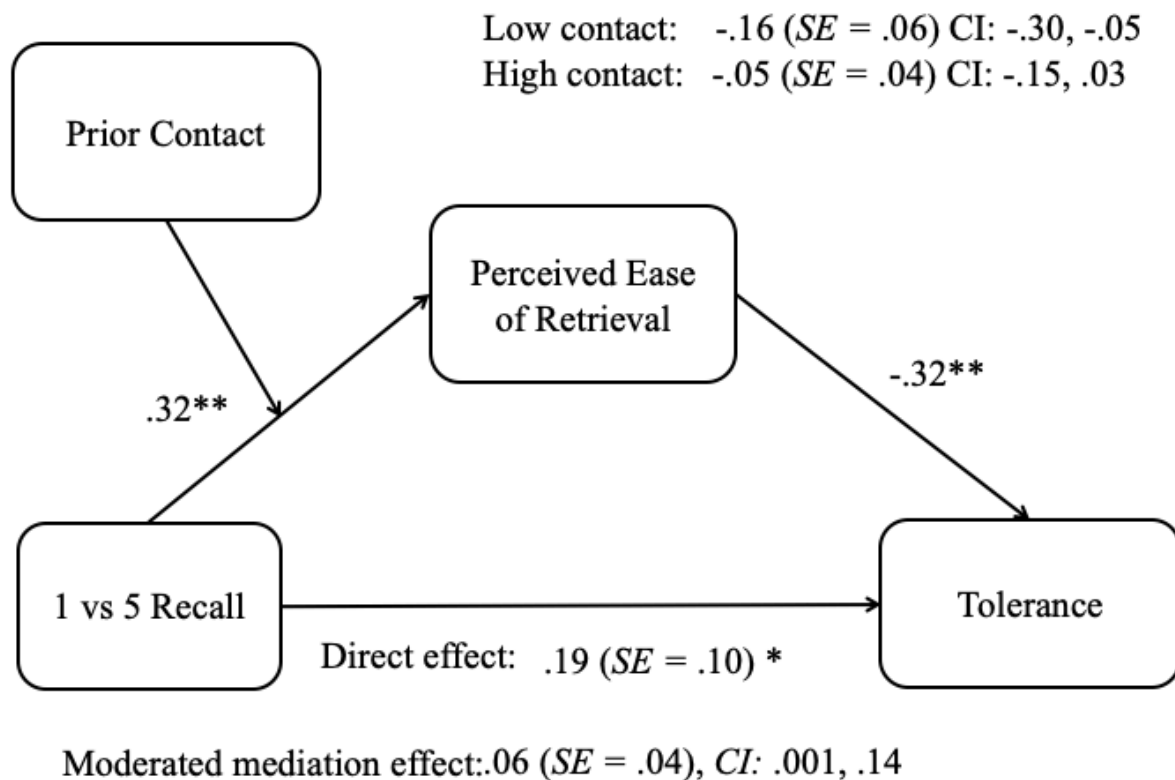 Low contact: -.16 (SE = .06) CI: -.30, -.05
High contact: -.05 (SE = .04) CI: -.15, .03
Prior Contact
Perceived Ease
of Retrieval
.32**
-.32**
1 vs 5 Recall
Tolerance
Direct effect: .19 (SE = .10) *
Moderated mediation effect:.06 (SE = .04), CI: .001, .14